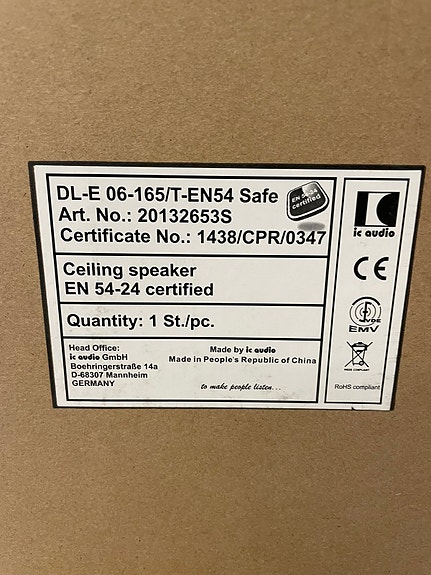 DL-E 06-165/T-EN54 Safe
EN 54-24
certified
Art. No.: 20132653S
Certificate No.: 1438/CPR/0347
ic audio
Ceiling speaker
EN 54-24 certified
CE
Quantity: 1 St./pc.
VDE
EMV
Head Office:
ic audio GmbH
Boehringerstraße 14a
D-68307 Mannheim
GERMANY
Made by ic audio
Made in People's Republic of China
to make people listen...
WEEE COMPLIANT
RoHS compliant